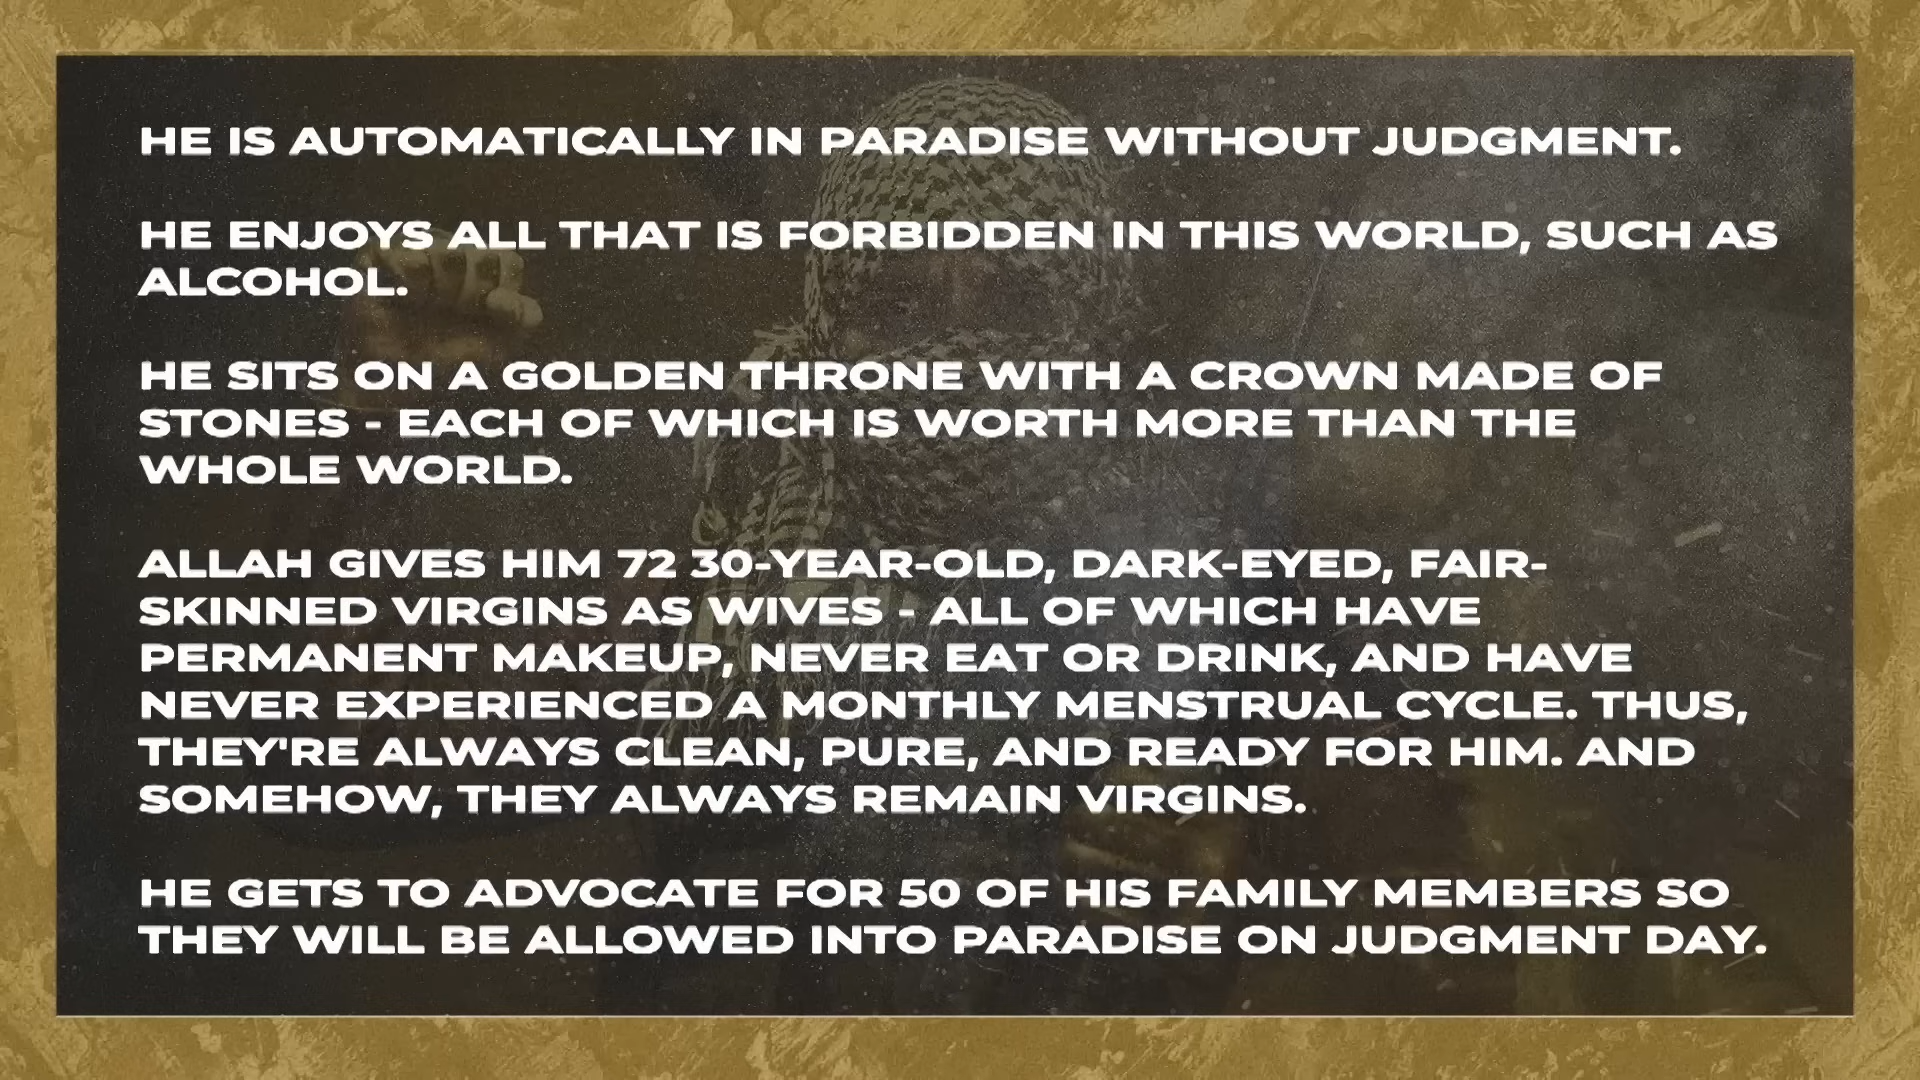 HE IS AUTOMATICALLY IN PARADISE WITHOUT JUDGMENT.
HE ENJOYS ALL THAT IS FORBIDDEN IN THIS WORLD, SUCH AS
ALCOHOL.
HE SITS ON A GOLDEN THRONE WITH A CROWN MADE OF
STONES - EACH OF WHICH IS WORTH MORE THAN THE
WHOLE WORLD.
ALLAH GIVES HIM 72 30-YEAR-OLD, DARK-EYED, FAIR-
SKINNED VIRGINS AS WIVES - ALL OF WHICH HAVE
PERMANENT MAKEUP, NEVER EAT OR DRINK, AND HAVE
NEVER EXPERIENCED A MONTHLY MENSTRUAL CYCLE. THUS,
THEY'RE ALWAYS CLEAN, PURE, AND READY FOR HIM. AND
SOMEHOW, THEY ALWAYS REMAIN VIRGINS.
HE GETS TO ADVOCATE FOR 50 OF HIS FAMILY MEMBERS SO
THEY WILL BE ALLOWED INTO PARADISE ON JUDGMENT DAY.